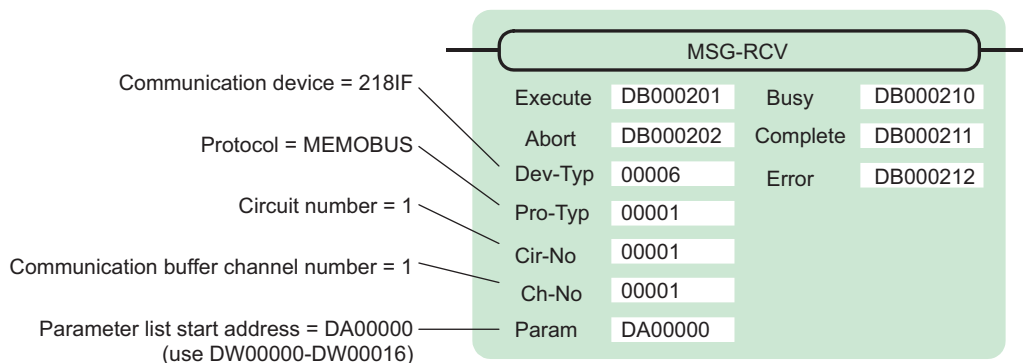 MSG-RCV
Communication device = 218IF
Execute DB000201 Busy DB000210
Protocol = MEMOBUS
Abort DB000202 Complete DB000211
Dev-Typ 00006 Error DB000212
Circuit number = 1
Pro-Typ 00001
Cir-No 00001
Communication buffer channel number = 1
Ch-No 00001
Parameter list start address = DA00000
(use DW00000-DW00016)
Param DA00000